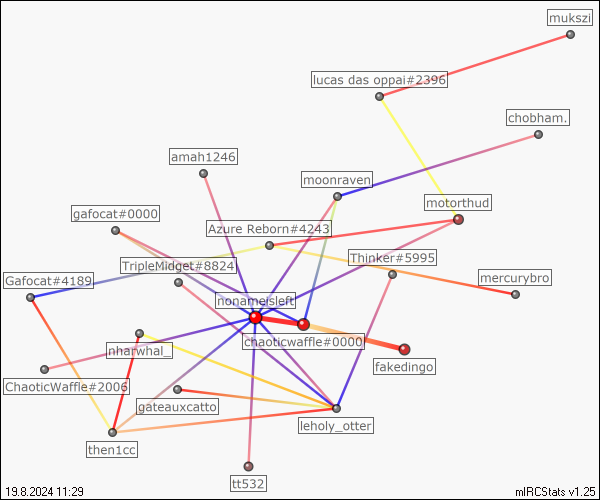 mukszi
lucas das oppai#2396
chobham.
amah1246
moonraven
motorthud
gafocat#0000
Azure Reborn#4243
Thinker#5995
TripleMidget#8824
Gafocat#4189
mercurybro
nonameisleft
chaoticwaffle#0000
nharwhal_
fakedingo
ChaoticWaffle#2006
gateauxcatto
leholy_otter
then1cc
tt532
19.8.2024 11:29
mIRCStats v1.25